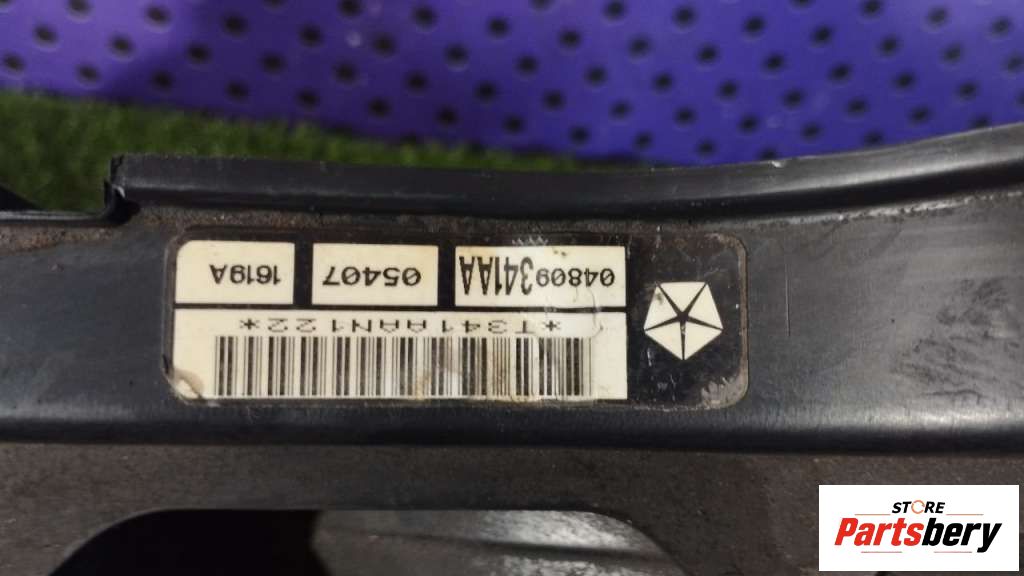 *T341AAN122*
04809341AA 05407 1619A
STORE
Partsbery